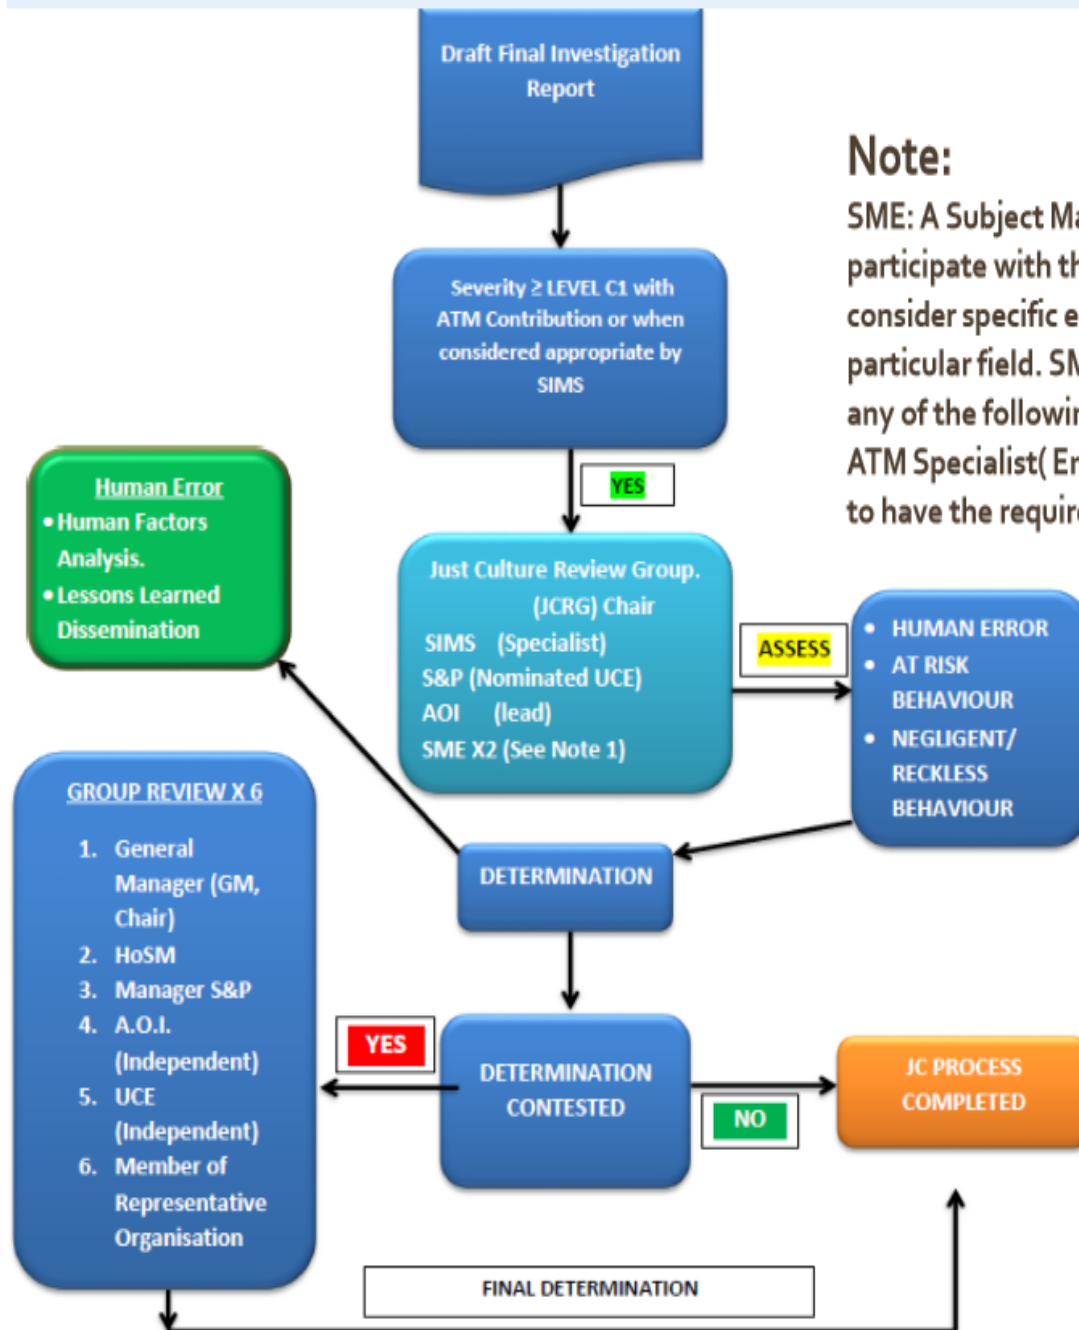 Draft Final Investigation
Report
Note:
SME: A Subject Ma
participate with th
consider specific e
particular field. SM
any of the followin
ATM Specialist( En
to have the require
Severity ≥ LEVEL C1 with
ATM Contribution or when
considered appropriate by
SIMS
YES
Human Error
• Human Factors
Analysis.
• Lessons Learned
Dissemination
Just Culture Review Group.
(JCRG) Chair
SIMS (Specialist)
S&P (Nominated UCE)
AOI (lead)
SME X2 (See Note 1)
ASSESS
• HUMAN ERROR
• AT RISK
BEHAVIOUR
• NEGLIGENT/
RECKLESS
BEHAVIOUR
GROUP REVIEW X 6
1. General
Manager (GM,
Chair)
2. HoSM
3. Manager S&P
4. A.O.I.
(Independent)
5. UCE
(Independent)
6. Member of
Representative
Organisation
DETERMINATION
YES
DETERMINATION
CONTESTED
NO
JC PROCESS
COMPLETED
FINAL DETERMINATION